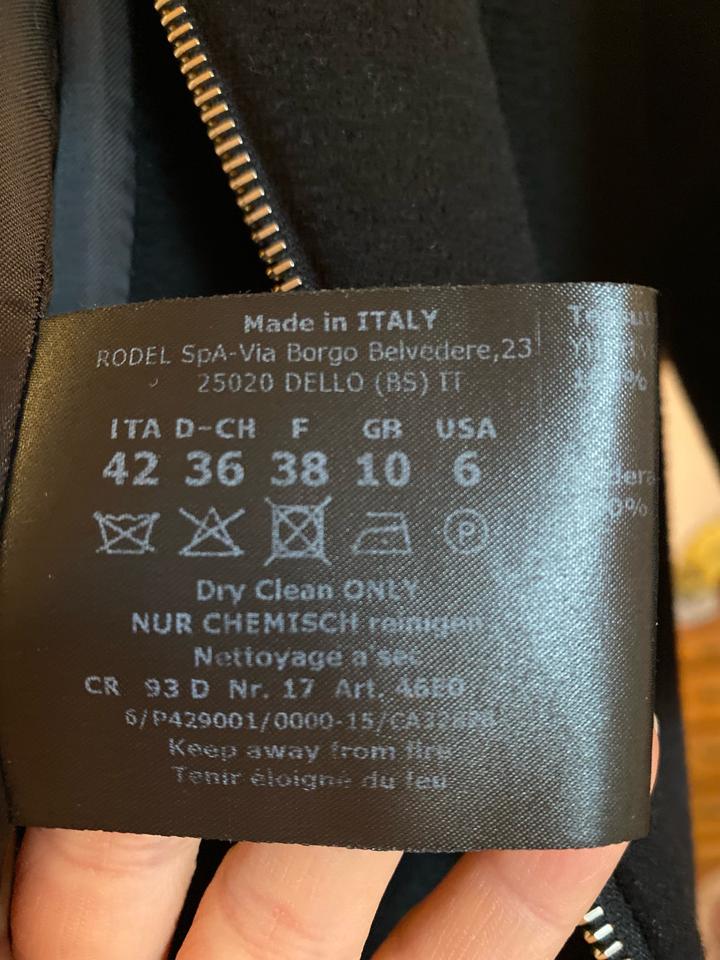 Made in ITALY
RODEL SpA-Via Borgo Belvedere,23
25020 DELLO (BS) IT
ITA D-CH F GB USA
42 36 38 10 6
P
Dry Clean ONLY
NUR CHEMISCH reinigen
Nettoyage a'sec
CR 93 D Nr. 17 Art. 46E0
Keep away from fire
Tenir éloigné du feu